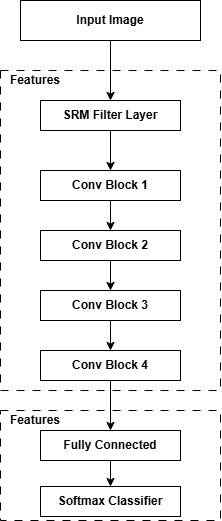 Input Image
Features
SRM Filter Layer
Conv Block 1
Conv Block 2
Conv Block 3
Conv Block 4
Features
Fully Connected
Softmax Classifier